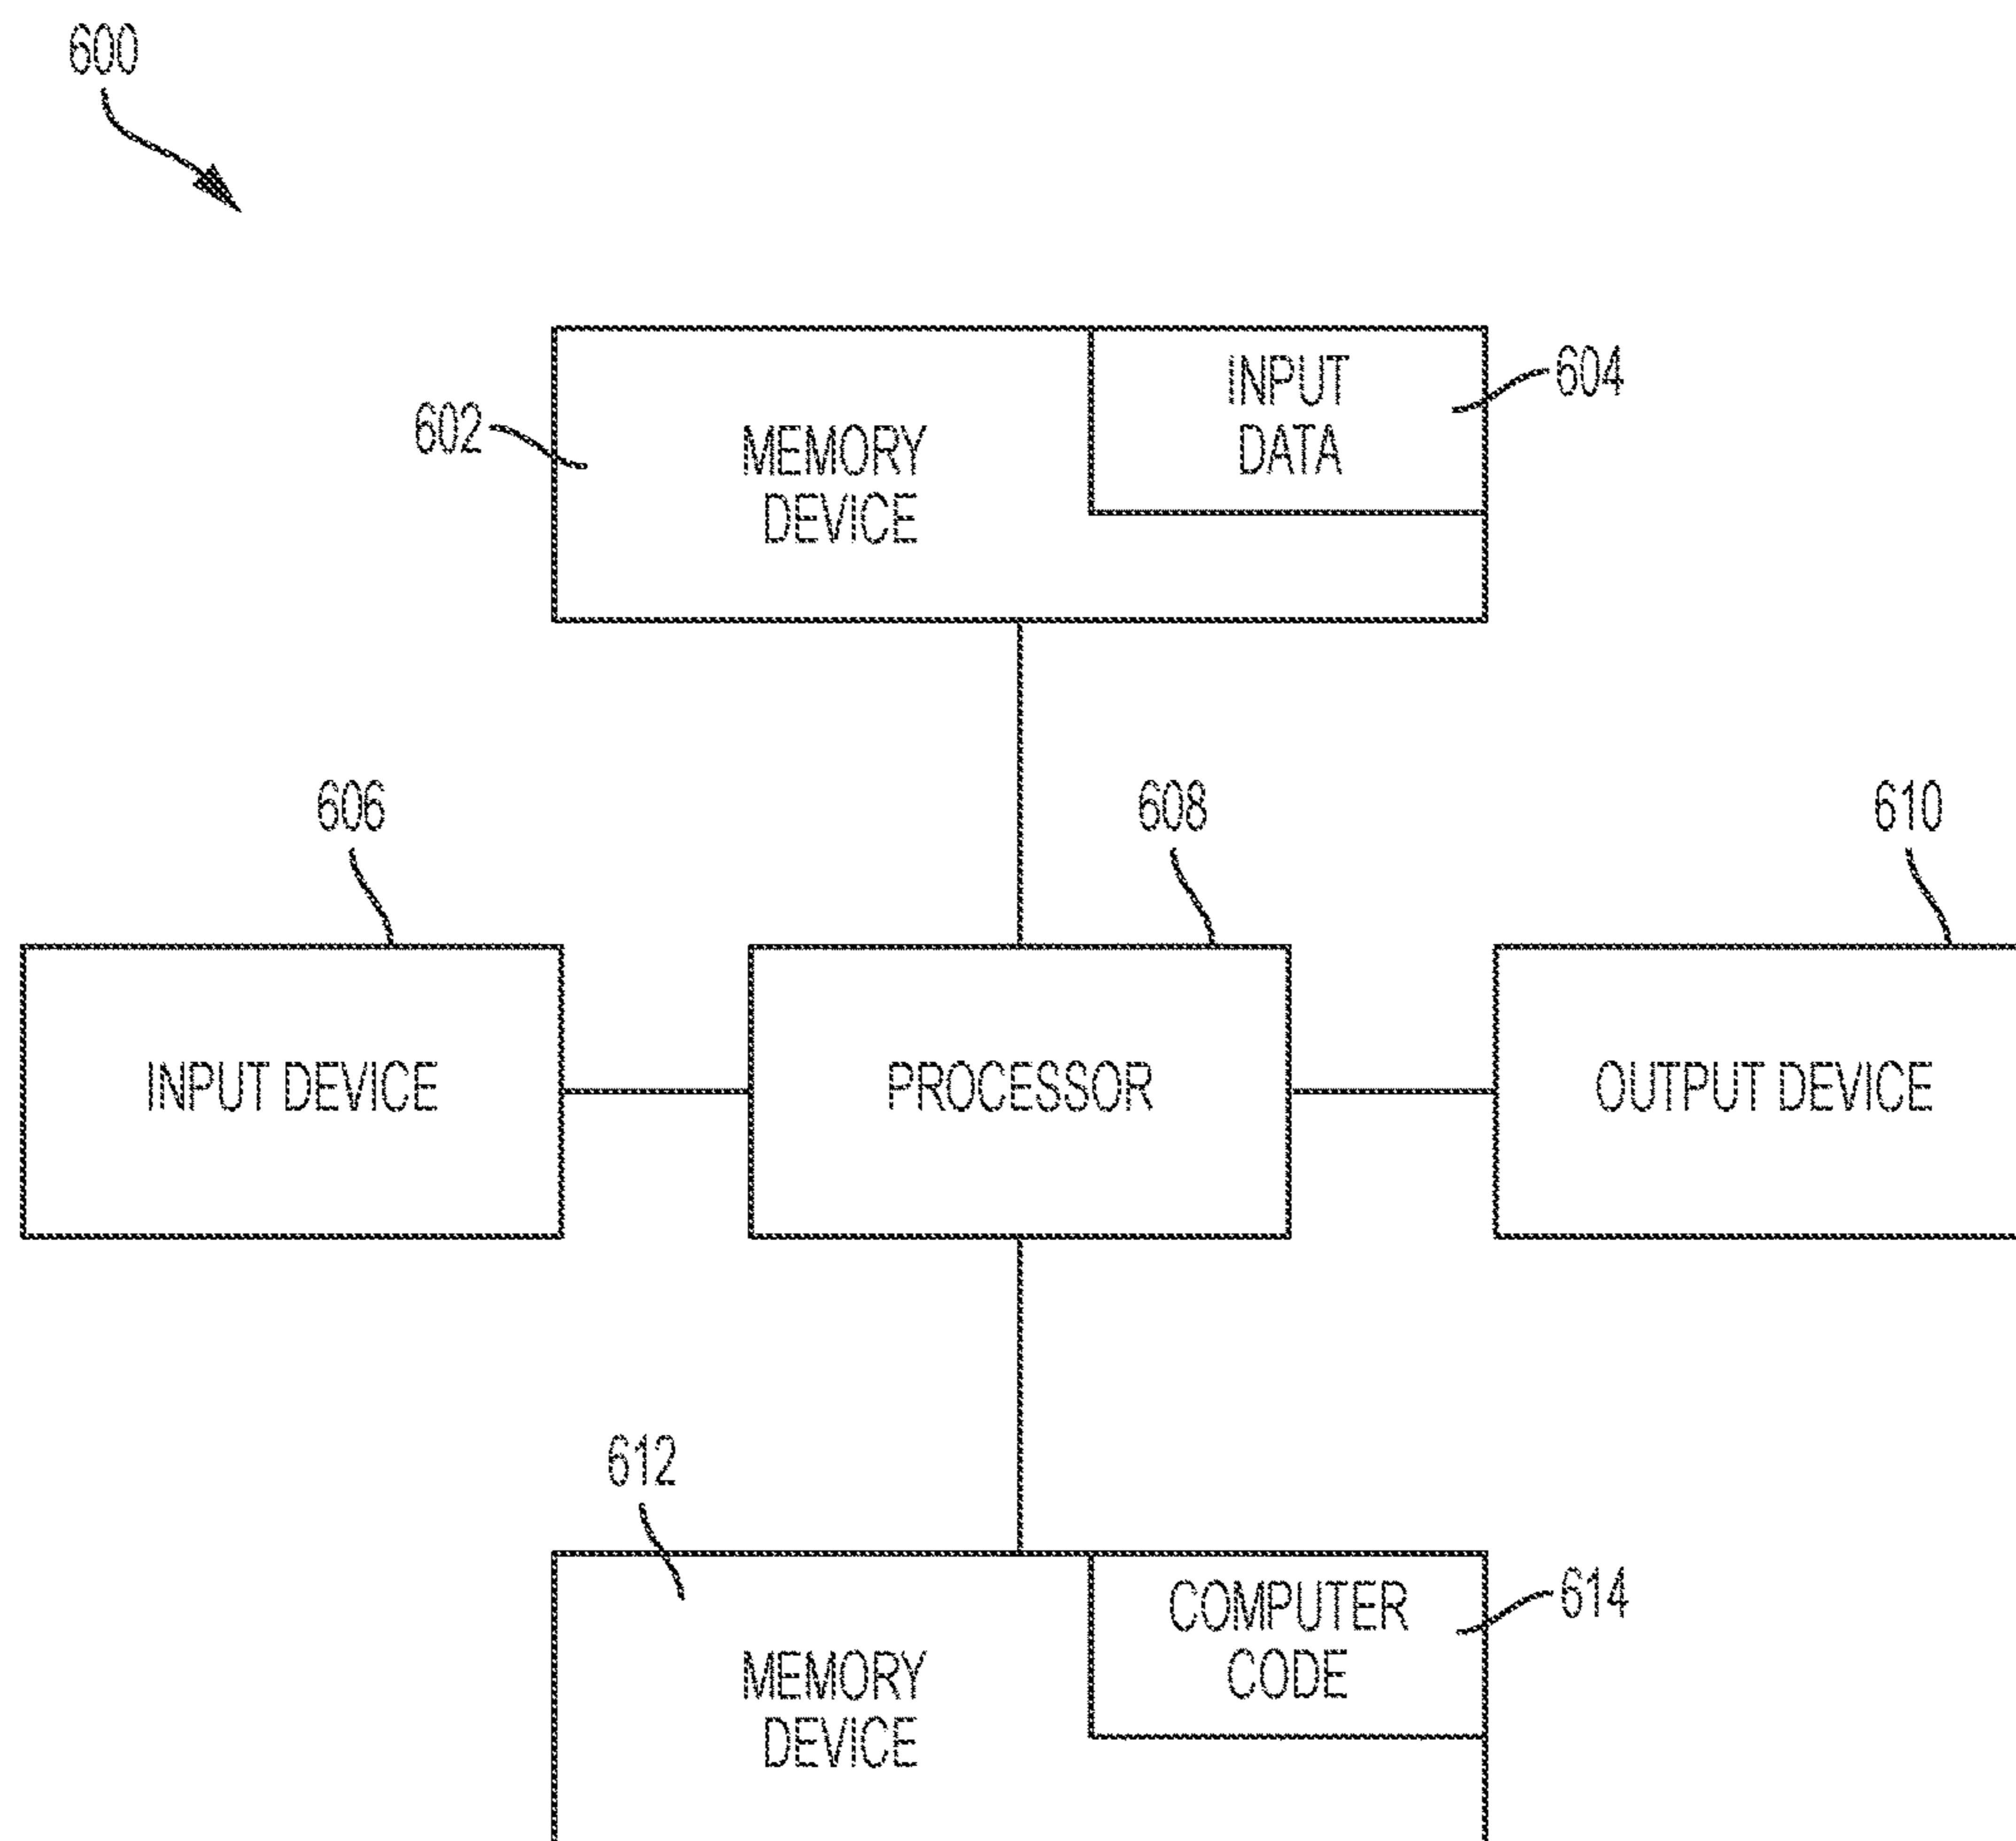 600
INPUT
DATA
604
602
MEMORY
DEVICE
606
608
610
INPUT DEVICE
PROCESSOR
OUTPUT DEVICE
612
COMPUTER
CODE
614
MEMORY
DEVICE